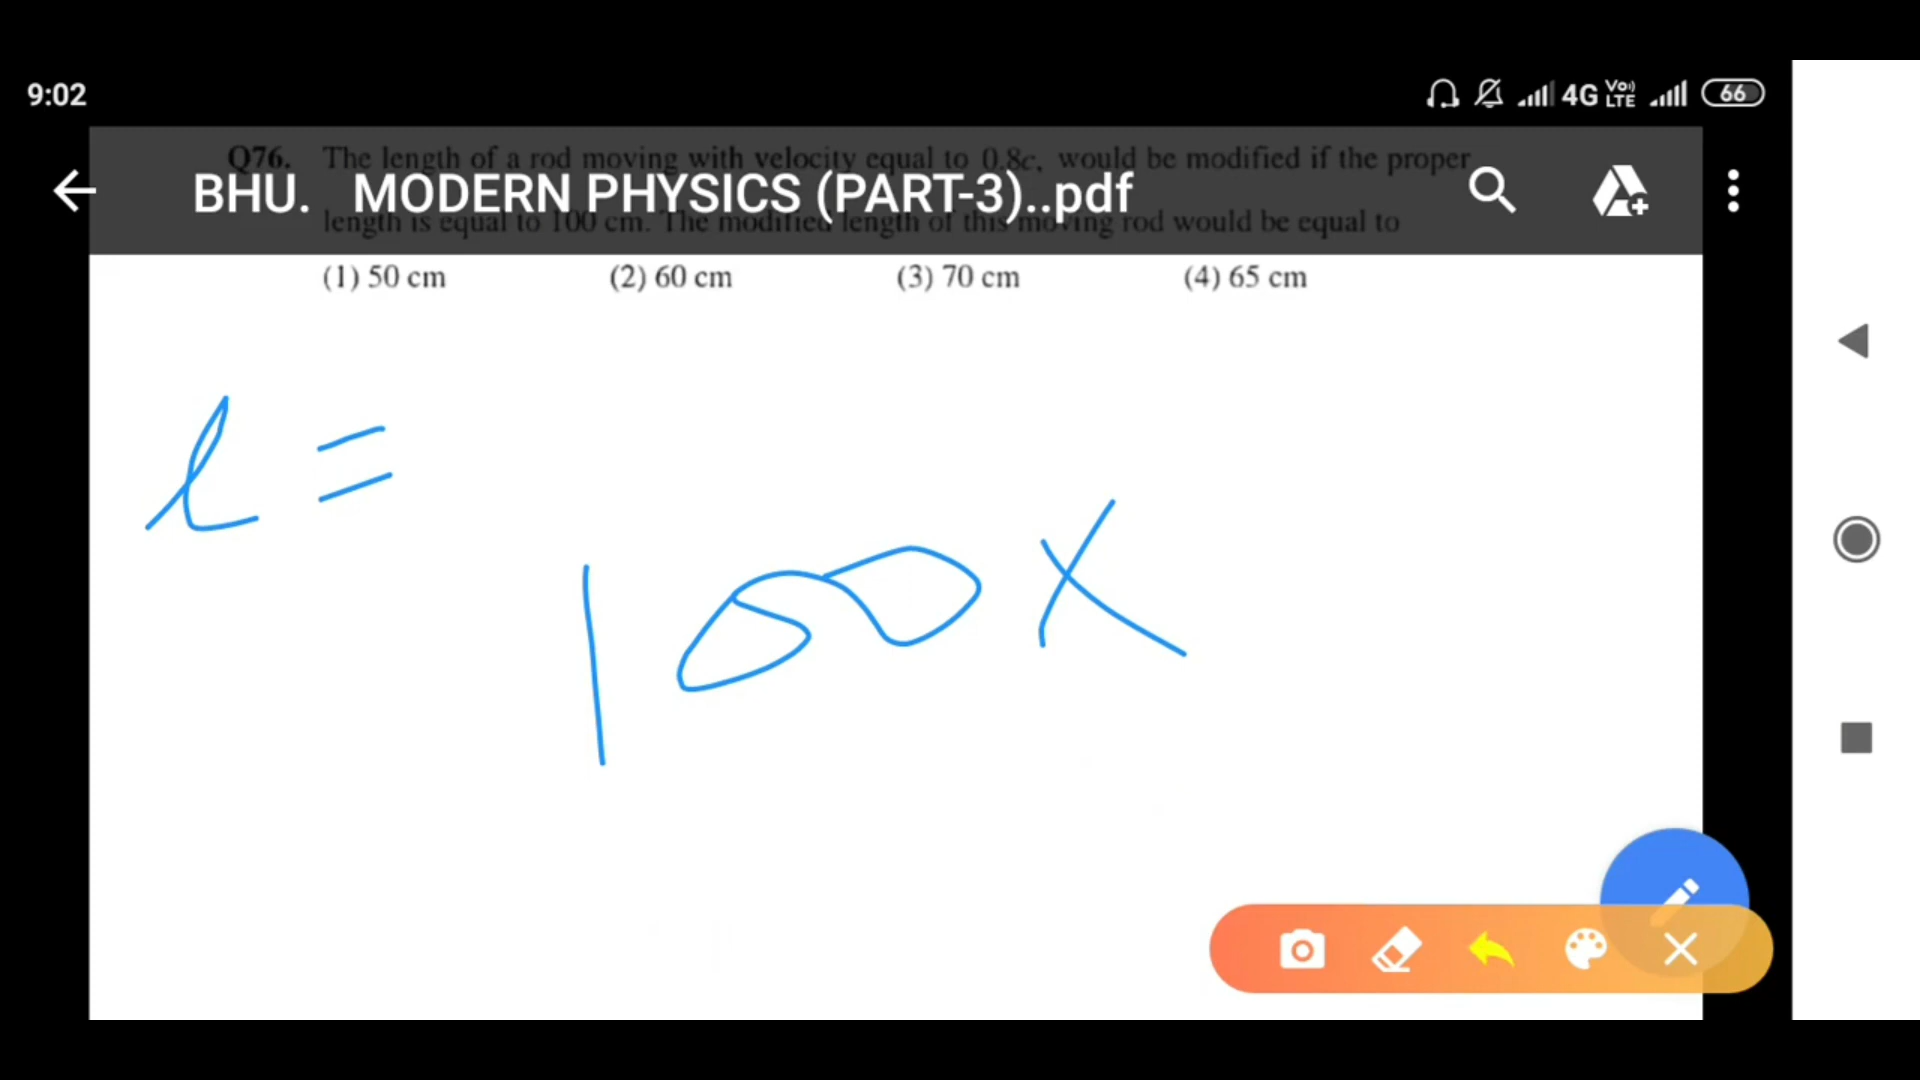 9:02
4G Vo) LTE 66
Q76. The length of a rod moving with velocity equal to 0.8c, would be modified if the proper
BHU. MODERN PHYSICS (PART-3)..pdf
length is equal to 100 cm. The modified length of this moving rod would be equal to
(1) 50 cm (2) 60 cm (3) 70 cm (4) 65 cm
l =
100 x